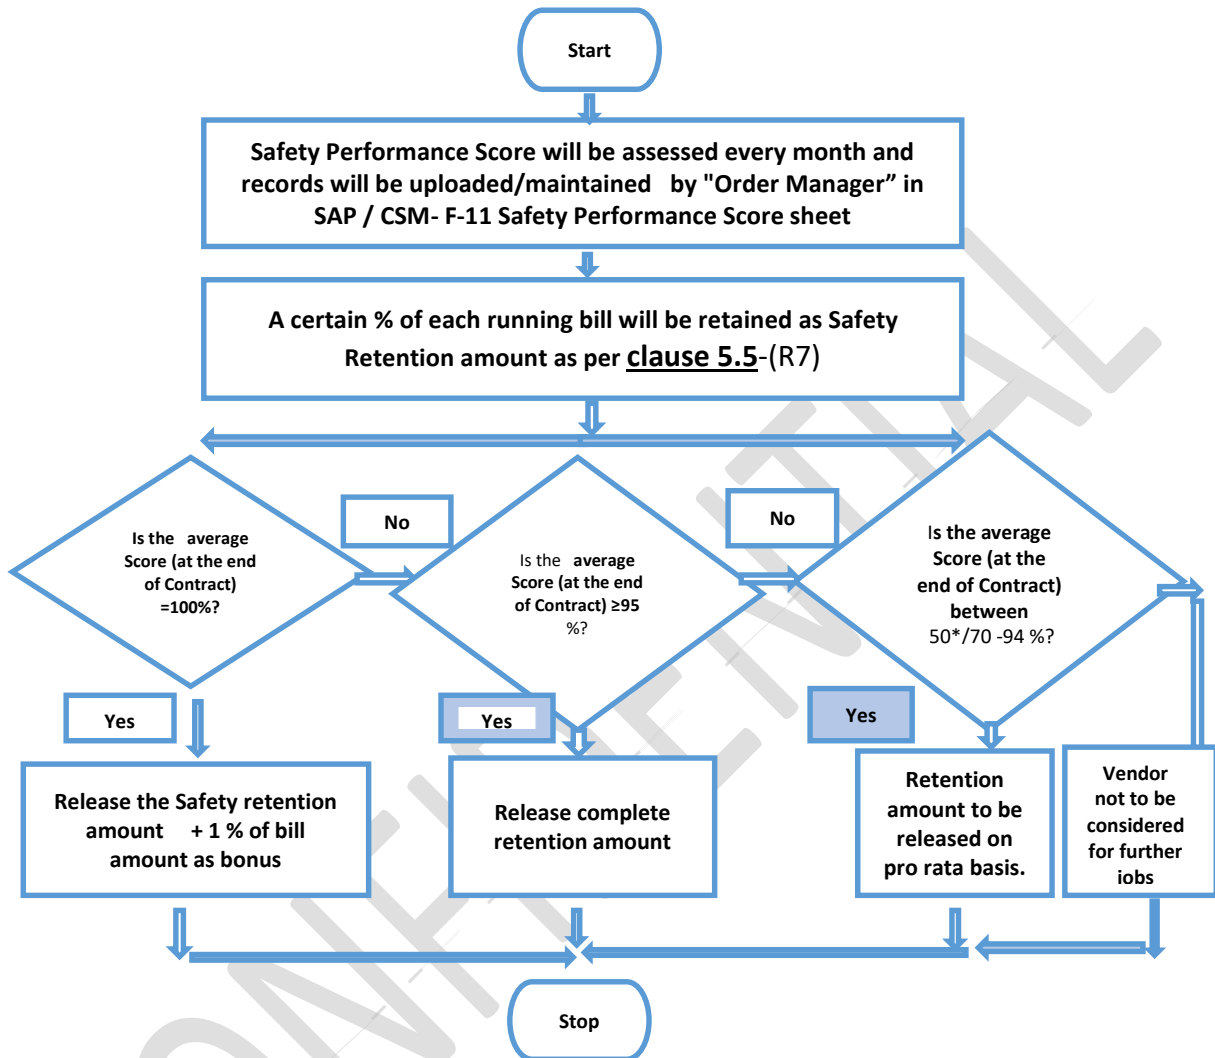 Start
Safety Performance Score will be assessed every month and
records will be uploaded/maintained by "Order Manager” in
SAP / CSM- F-11 Safety Performance Score sheet
A certain % of each running bill will be retained as Safety
Retention amount as per clause 5.5-(R7)
Is the average
Score (at the end
of Contract)
=100%?
No
Is the average
Score (at the end
of Contract) ≥95
%?
No
Is the average
Score (at the
end of Contract)
between
50*/70 -94 %?
Yes
Yes
Yes
Release the Safety retention
amount + 1 % of bill
amount as bonus
Release complete
retention amount
Retention
amount to be
released on
pro rata basis.
Vendor
not to be
considered
for further
jobs
Stop
CONFIDENTIAL